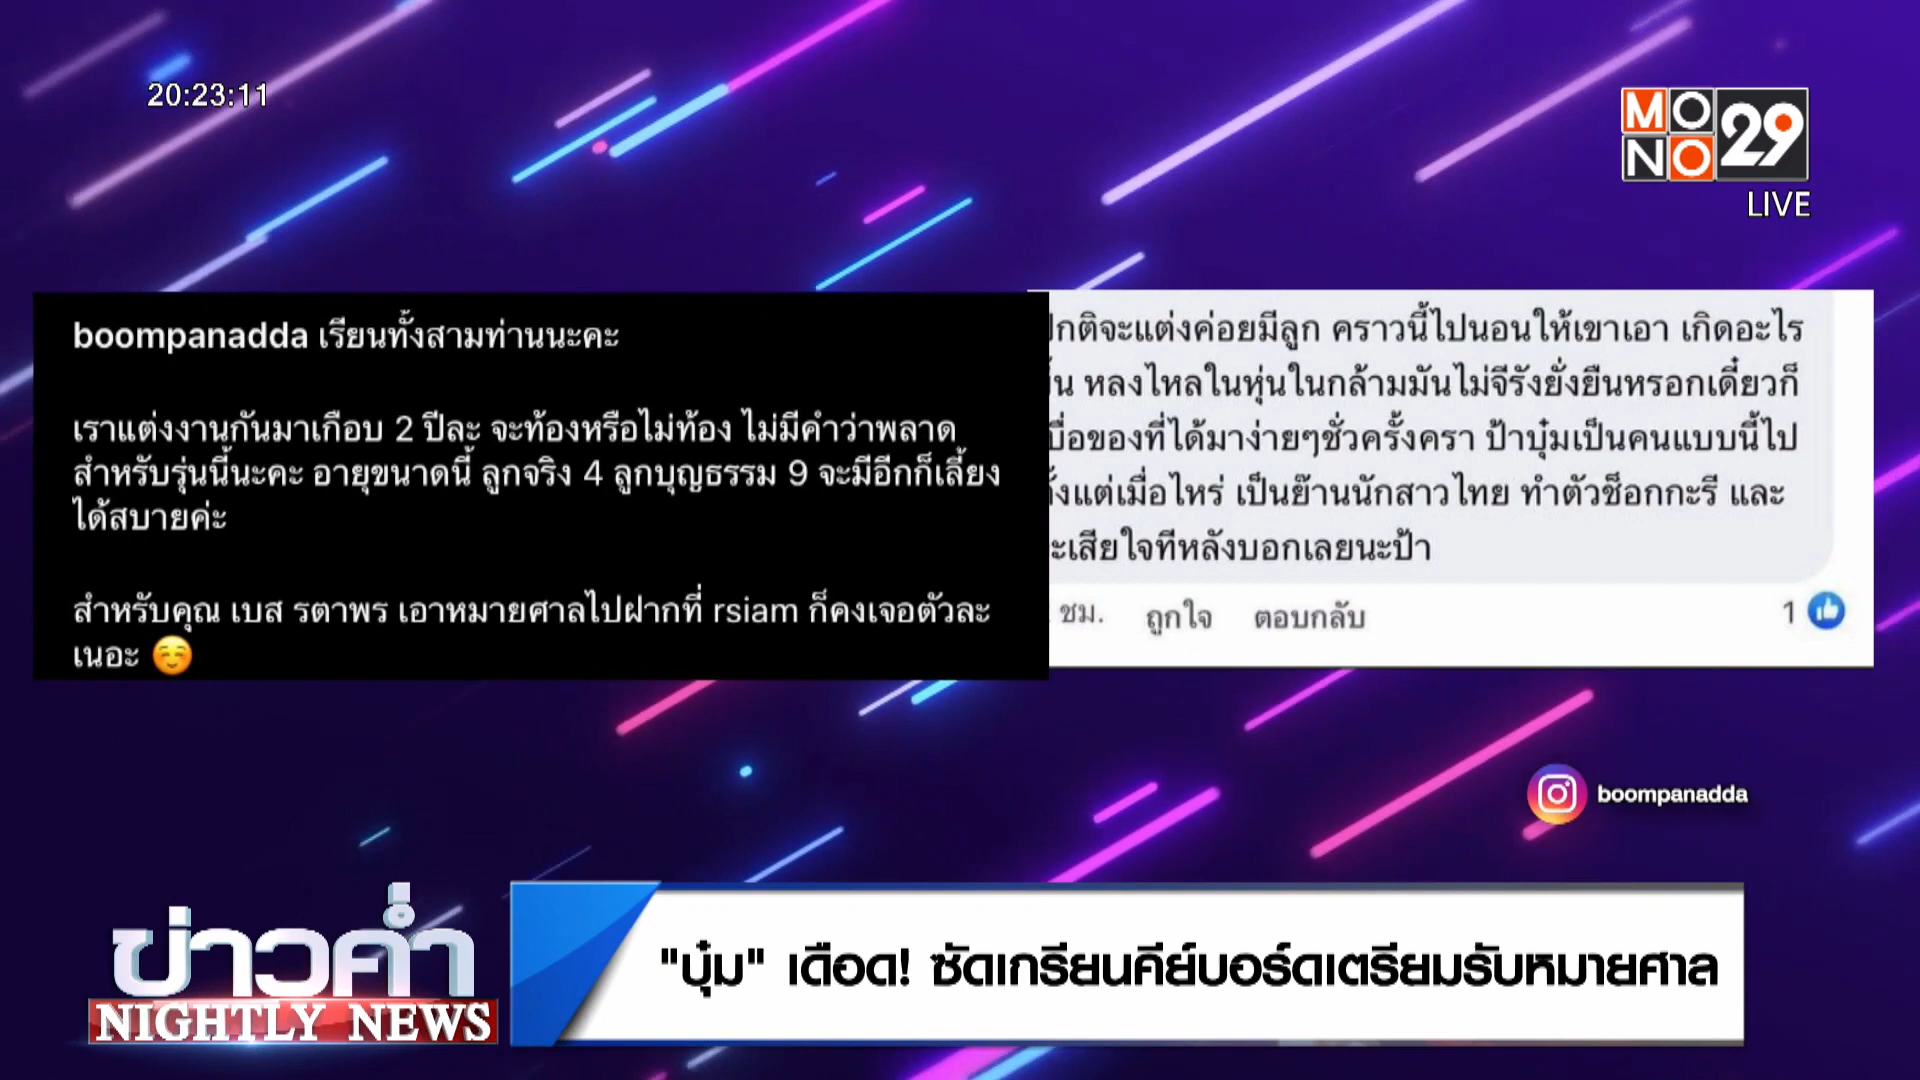 20:23:11
MONO 29
LIVE
boompanadda เรียนทั้งสามท่านนะคะ
เราแต่งงานกันมาเกือบ 2 ปีละ จะท้องหรือไม่ท้อง ไม่มีคำว่าพลาด
สำหรับรุ่นนี้นะคะ อายุขนาดนี้ ลูกจริง 4 ลูกบุญธรรม 9 จะมีอีกก็เลี้ยง
ได้สบายค่ะ
สำหรับคุณ เบส รตาพร เอาหมายศาลไปฝากที่ rsiam ก็คงเจอตัวละ
เนอะ ☺️
ปกติจะแต่งค่อยมีลูก คราวนี้ไปนอนให้เขาเอา เกิดอะไร
หลงไหลในหุ่นในกล้ามมันไม่จีรังยั่งยืนหรอกเดี๋ยวก็
ของที่ได้มาง่ายๆชั่วครั้งครา ป้าบุ๋มเป็นคนแบบนี้ไป
แต่เมื่อไหร่ เป็นย๊านนักสาวไทย ทำตัวช็อกกะรี และ
เสียใจทีหลังบอกเลยนะป้า
ชม. ถูกใจ ตอบกลับ 1
boompanadda
ข่าวค่ำ
NIGHTLY NEWS
"บุ๋ม" เดือด! ซัดเกรียนคีย์บอร์ดเตรียมรับหมายศาล